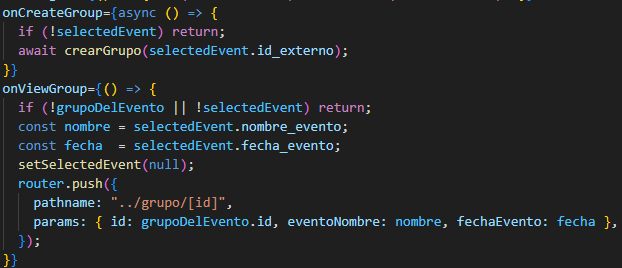 onCreateGroup={async () => {
  if (!selectedEvent) return;
  await crearGrupo(selectedEvent.id_externo);
}}
onViewGroup={() => {
  if (!grupoDelEvento || !selectedEvent) return;
  const nombre = selectedEvent.nombre_evento;
  const fecha  = selectedEvent.fecha_evento;
  setSelectedEvent(null);
  router.push({
    pathname: "../grupo/[id]",
    params: { id: grupoDelEvento.id, eventoNombre: nombre, fechaEvento: fecha },
  });
}}